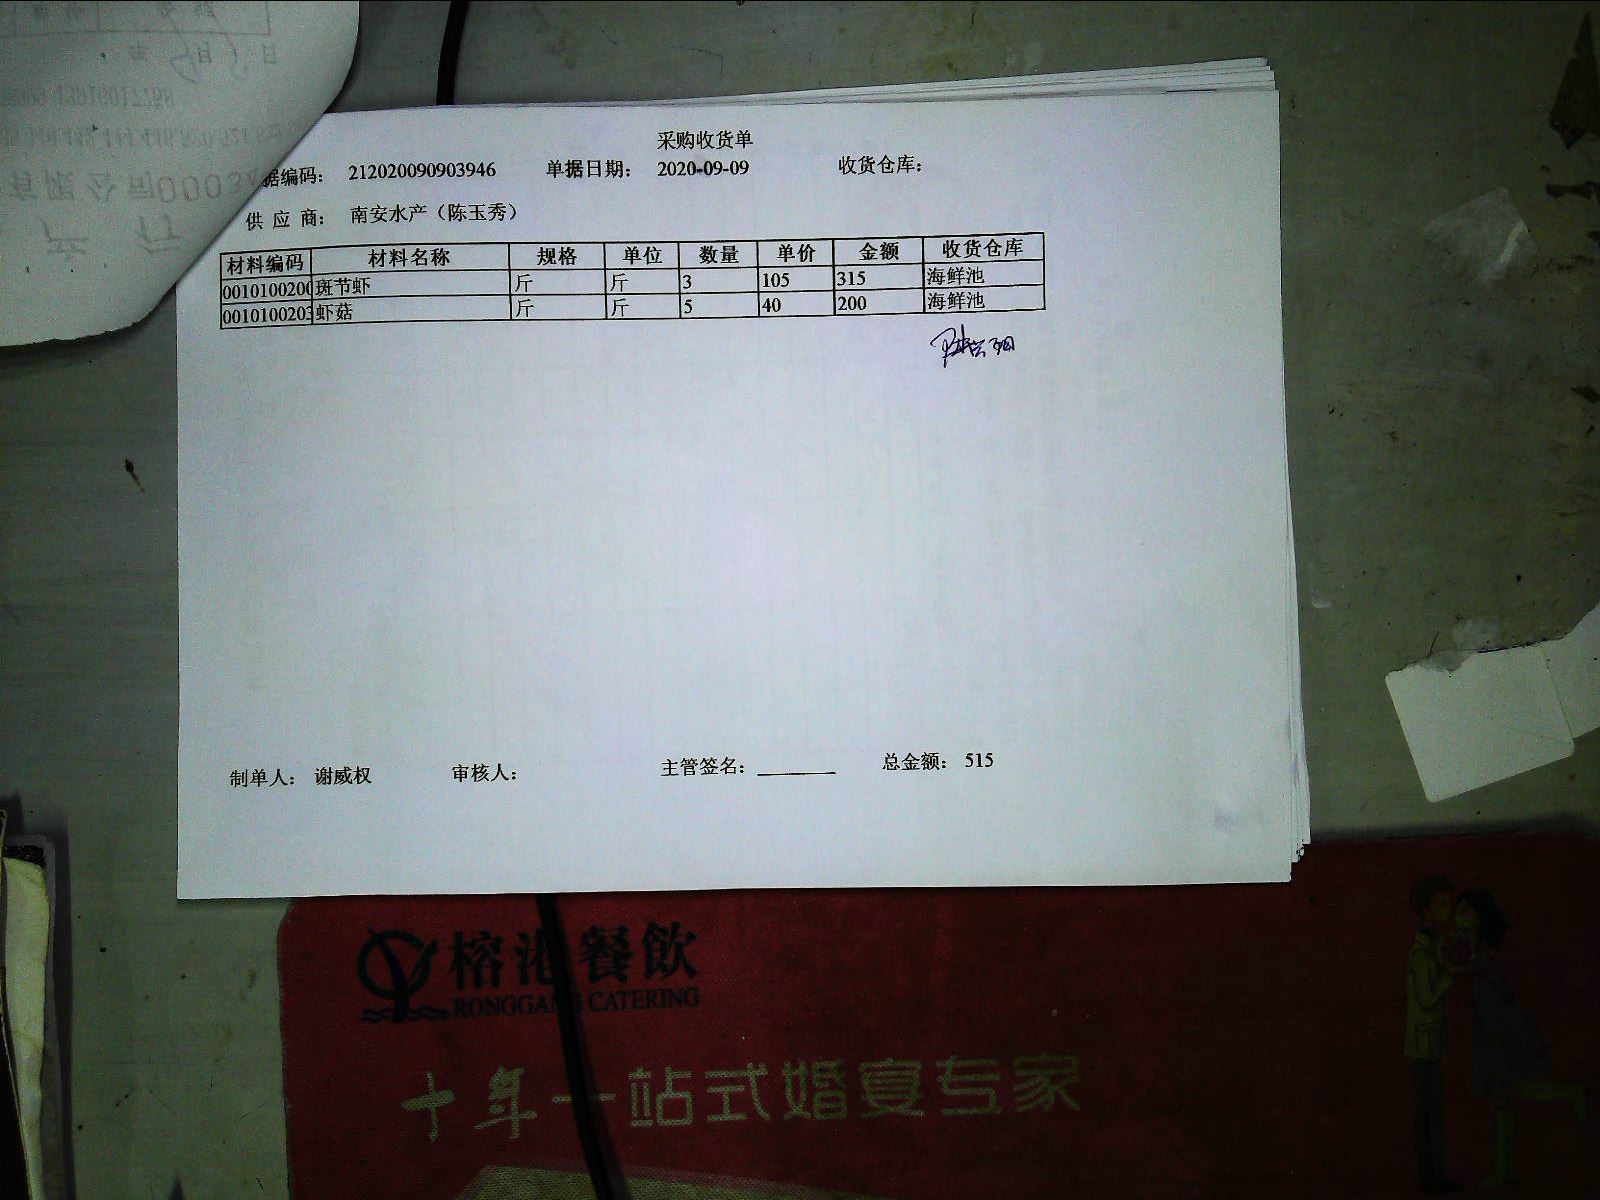 采购收货单
据编码： 212020090903946 单据日期： 2020-09-09 收货仓库：
供 应 商： 南安水产（陈玉秀）
材料编码 材料名称 规格 单位 数量 单价 金额 收货仓库
0010100200 斑节虾 斤 斤 3 105 315 海鲜池
0010100203 虾菇 斤 斤 5 40 200 海鲜池
制单人： 谢威权 审核人： 主管签名： 总金额： 515
榕港餐飲
RONGGANG CATERING
十年一站式婚宴专家